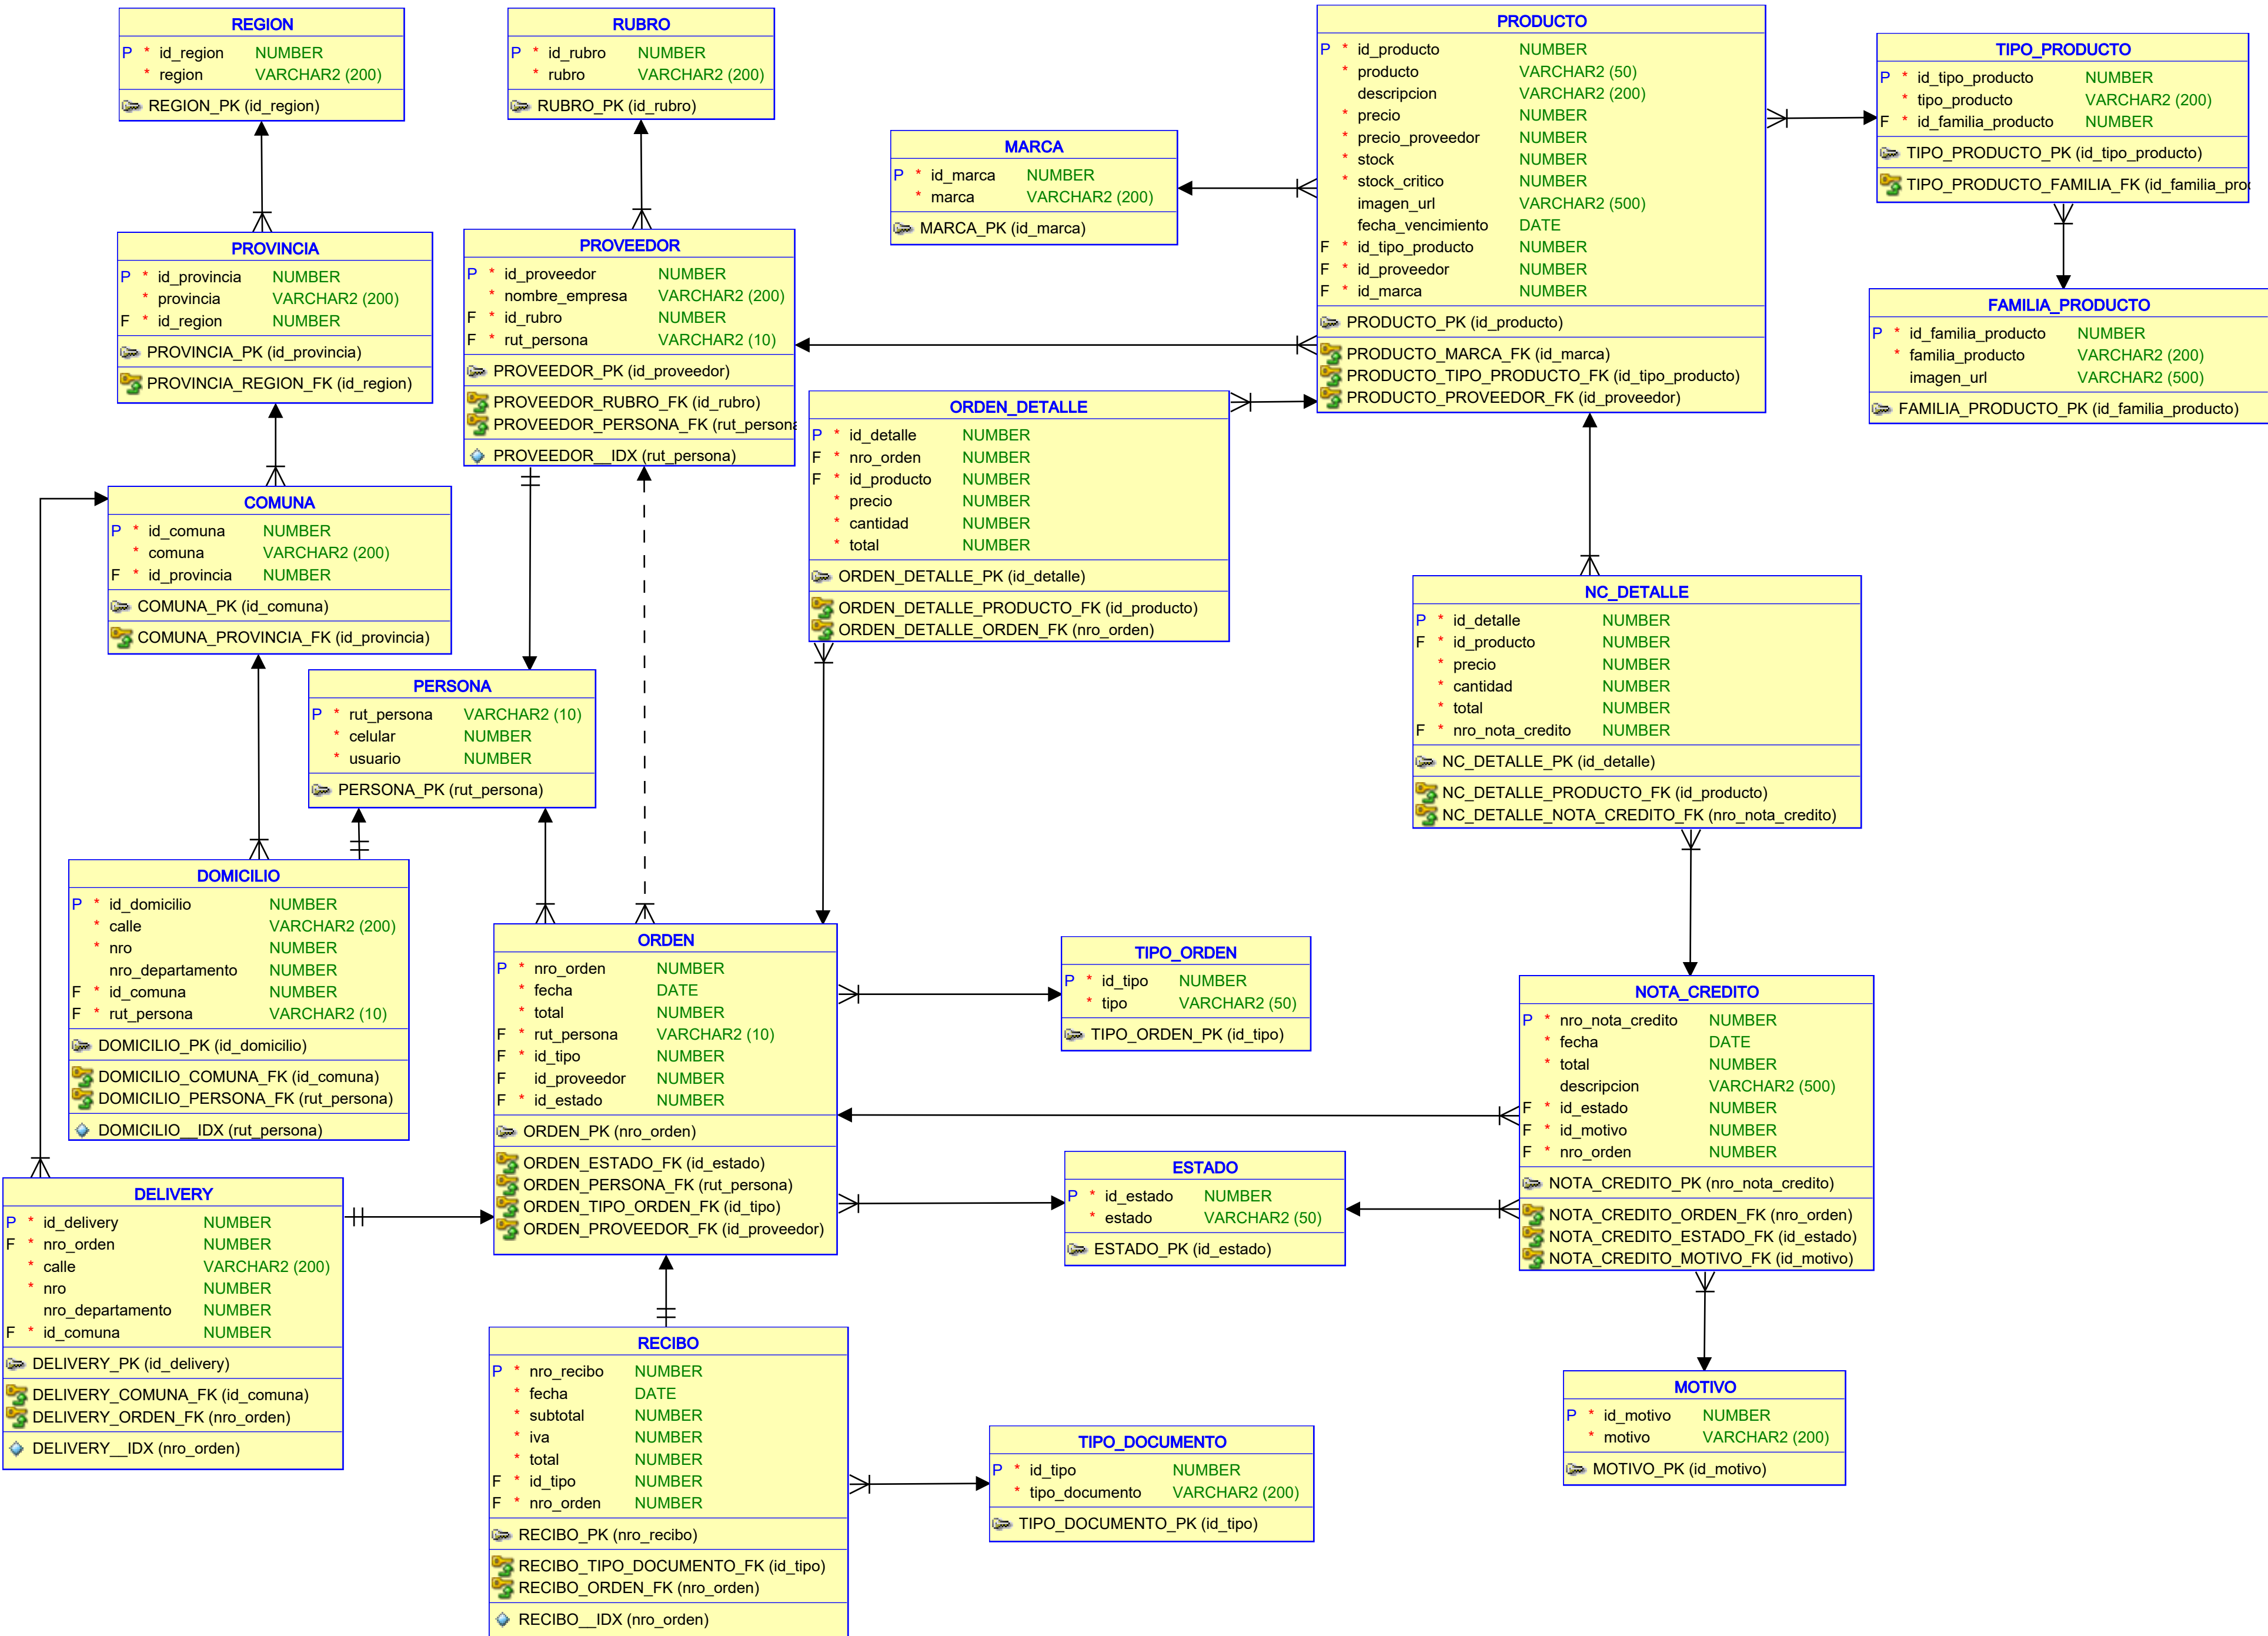 REGION
P * id_region NUMBER
* region VARCHAR2 (200)
REGION_PK (id_region)
RUBRO
P * id_rubro NUMBER
* rubro VARCHAR2 (200)
RUBRO_PK (id_rubro)
PRODUCTO
P * id_producto NUMBER
* producto VARCHAR2 (50)
descripcion VARCHAR2 (200)
* precio NUMBER
* precio_proveedor NUMBER
* stock NUMBER
* stock_critico NUMBER
imagen_url VARCHAR2 (500)
fecha_vencimiento DATE
F * id_tipo_producto NUMBER
F * id_proveedor NUMBER
F * id_marca NUMBER
PRODUCTO_PK (id_producto)
PRODUCTO_MARCA_FK (id_marca)
PRODUCTO_TIPO_PRODUCTO_FK (id_tipo_producto)
PRODUCTO_PROVEEDOR_FK (id_proveedor)
TIPO_PRODUCTO
P * id_tipo_producto NUMBER
* tipo_producto VARCHAR2 (200)
F * id_familia_producto NUMBER
TIPO_PRODUCTO_PK (id_tipo_producto)
TIPO_PRODUCTO_FAMILIA_FK (id_familia_pro
MARCA
P * id_marca NUMBER
* marca VARCHAR2 (200)
MARCA_PK (id_marca)
PROVINCIA
P * id_provincia NUMBER
* provincia VARCHAR2 (200)
F * id_region NUMBER
PROVINCIA_PK (id_provincia)
PROVINCIA_REGION_FK (id_region)
PROVEEDOR
P * id_proveedor NUMBER
* nombre_empresa VARCHAR2 (200)
F * id_rubro NUMBER
F * rut_persona VARCHAR2 (10)
PROVEEDOR_PK (id_proveedor)
PROVEEDOR_RUBRO_FK (id_rubro)
PROVEEDOR_PERSONA_FK (rut_persona
PROVEEDOR__IDX (rut_persona)
FAMILIA_PRODUCTO
P * id_familia_producto NUMBER
* familia_producto VARCHAR2 (200)
imagen_url VARCHAR2 (500)
FAMILIA_PRODUCTO_PK (id_familia_producto)
ORDEN_DETALLE
P * id_detalle NUMBER
F * nro_orden NUMBER
F * id_producto NUMBER
* precio NUMBER
* cantidad NUMBER
* total NUMBER
ORDEN_DETALLE_PK (id_detalle)
ORDEN_DETALLE_PRODUCTO_FK (id_producto)
ORDEN_DETALLE_ORDEN_FK (nro_orden)
COMUNA
P * id_comuna NUMBER
* comuna VARCHAR2 (200)
F * id_provincia NUMBER
COMUNA_PK (id_comuna)
COMUNA_PROVINCIA_FK (id_provincia)
NC_DETALLE
P * id_detalle NUMBER
F * id_producto NUMBER
* precio NUMBER
* cantidad NUMBER
* total NUMBER
F * nro_nota_credito NUMBER
NC_DETALLE_PK (id_detalle)
NC_DETALLE_PRODUCTO_FK (id_producto)
NC_DETALLE_NOTA_CREDITO_FK (nro_nota_credito)
PERSONA
P * rut_persona VARCHAR2 (10)
* celular NUMBER
* usuario NUMBER
PERSONA_PK (rut_persona)
DOMICILIO
P * id_domicilio NUMBER
* calle VARCHAR2 (200)
* nro NUMBER
nro_departamento NUMBER
F * id_comuna NUMBER
F * rut_persona VARCHAR2 (10)
DOMICILIO_PK (id_domicilio)
DOMICILIO_COMUNA_FK (id_comuna)
DOMICILIO_PERSONA_FK (rut_persona)
DOMICILIO__IDX (rut_persona)
ORDEN
P * nro_orden NUMBER
* fecha DATE
* total NUMBER
F * rut_persona VARCHAR2 (10)
F * id_tipo NUMBER
F id_proveedor NUMBER
F * id_estado NUMBER
ORDEN_PK (nro_orden)
ORDEN_ESTADO_FK (id_estado)
ORDEN_PERSONA_FK (rut_persona)
ORDEN_TIPO_ORDEN_FK (id_tipo)
ORDEN_PROVEEDOR_FK (id_proveedor)
TIPO_ORDEN
P * id_tipo NUMBER
* tipo VARCHAR2 (50)
TIPO_ORDEN_PK (id_tipo)
NOTA_CREDITO
P * nro_nota_credito NUMBER
* fecha DATE
* total NUMBER
descripcion VARCHAR2 (500)
F * id_estado NUMBER
F * id_motivo NUMBER
F * nro_orden NUMBER
NOTA_CREDITO_PK (nro_nota_credito)
NOTA_CREDITO_ORDEN_FK (nro_orden)
NOTA_CREDITO_ESTADO_FK (id_estado)
NOTA_CREDITO_MOTIVO_FK (id_motivo)
ESTADO
P * id_estado NUMBER
* estado VARCHAR2 (50)
ESTADO_PK (id_estado)
DELIVERY
P * id_delivery NUMBER
F * nro_orden NUMBER
* calle VARCHAR2 (200)
* nro NUMBER
nro_departamento NUMBER
F * id_comuna NUMBER
DELIVERY_PK (id_delivery)
DELIVERY_COMUNA_FK (id_comuna)
DELIVERY_ORDEN_FK (nro_orden)
DELIVERY__IDX (nro_orden)
RECIBO
P * nro_recibo NUMBER
* fecha DATE
* subtotal NUMBER
* iva NUMBER
* total NUMBER
F * id_tipo NUMBER
F * nro_orden NUMBER
RECIBO_PK (nro_recibo)
RECIBO_TIPO_DOCUMENTO_FK (id_tipo)
RECIBO_ORDEN_FK (nro_orden)
RECIBO__IDX (nro_orden)
TIPO_DOCUMENTO
P * id_tipo NUMBER
* tipo_documento VARCHAR2 (200)
TIPO_DOCUMENTO_PK (id_tipo)
MOTIVO
P * id_motivo NUMBER
* motivo VARCHAR2 (200)
MOTIVO_PK (id_motivo)